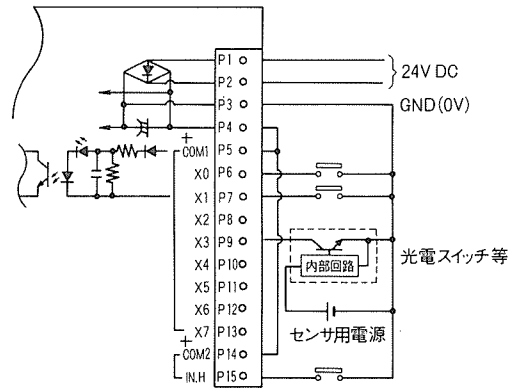 P1
P2
24V DC
P3
GND(0V)
P4
+
COM1 P5
X0 P6
X1 P7
X2 P8
X3 P9
光電スイッチ等
X4 P10
内部回路
X5 P11
X6 P12
X7 P13
センサ用電源
+
COM2 P14
IN.H P15